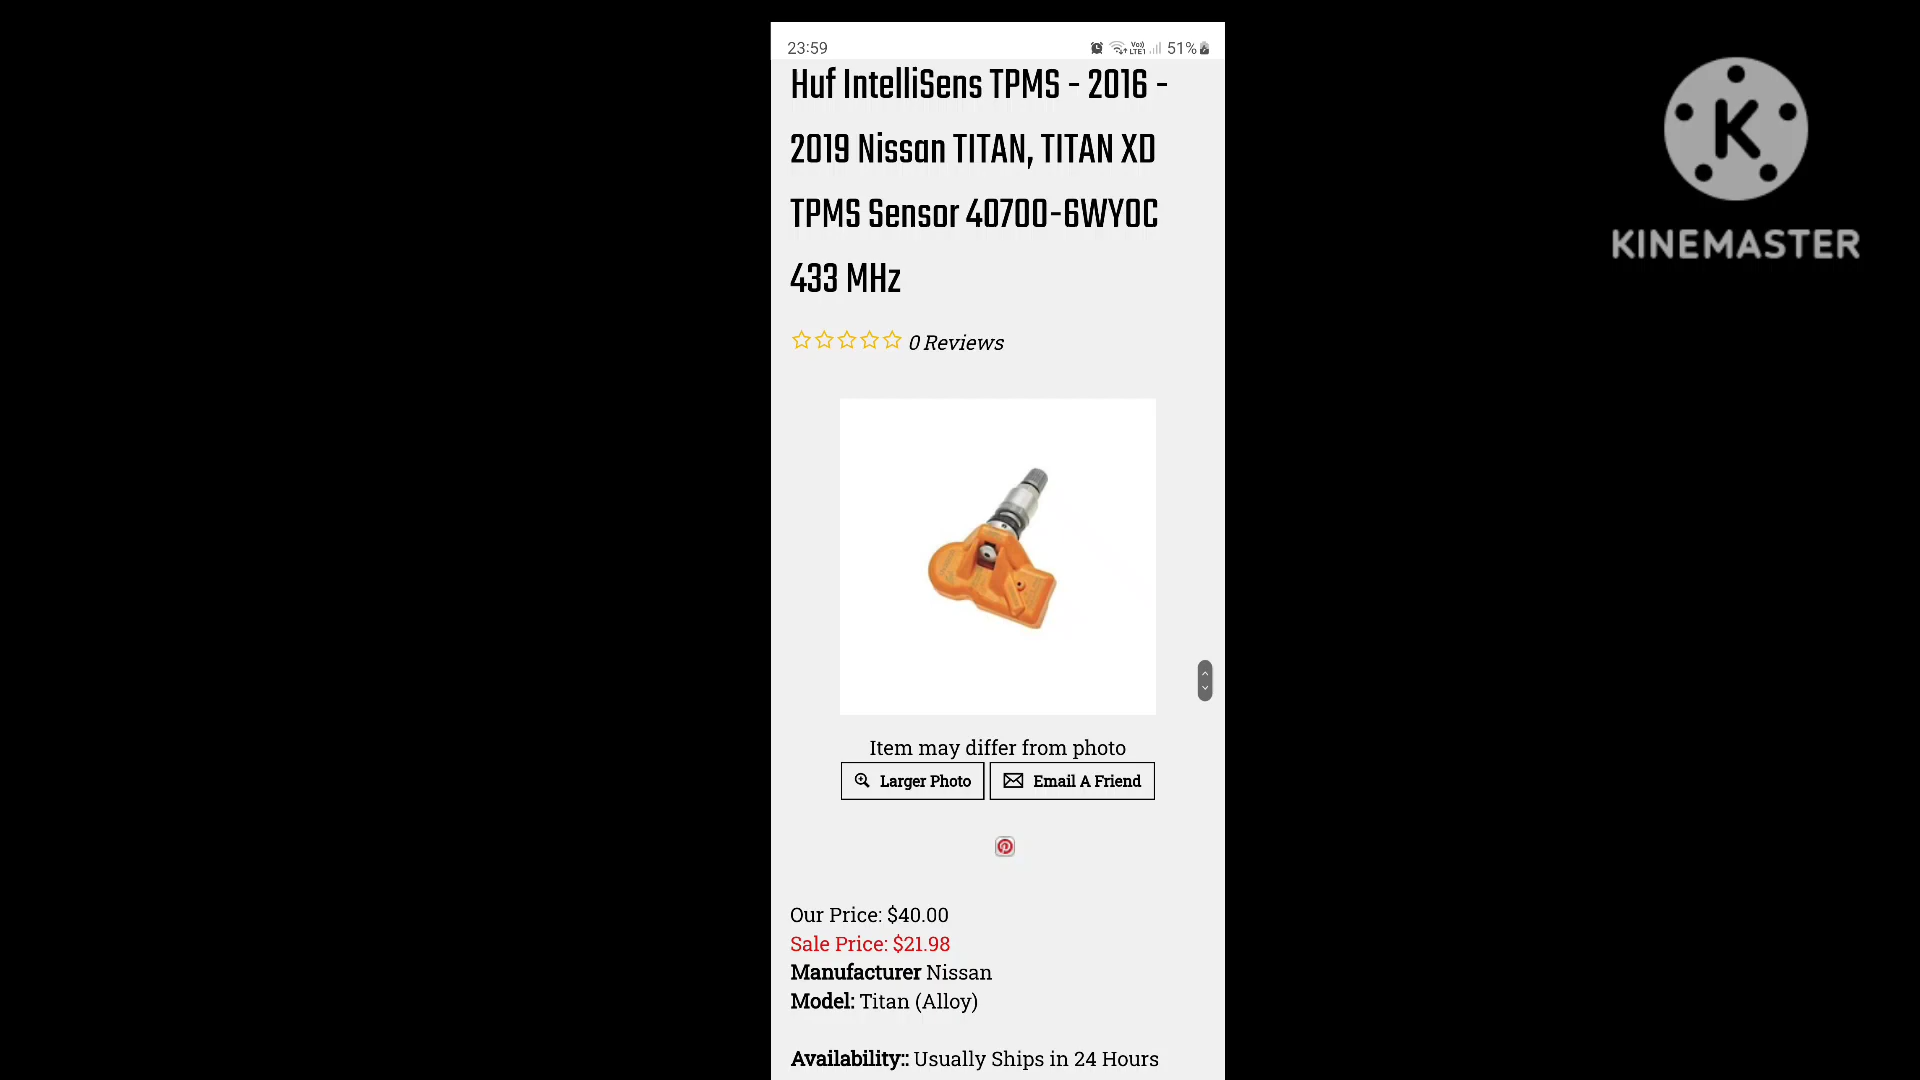 23:59
Vo))
LTE1
51%
Huf IntelliSens TPMS - 2016 -
2019 Nissan TITAN, TITAN XD
TPMS Sensor 40700-6WY0C
433 MHz
0 Reviews
Item may differ from photo
Larger Photo
Email A Friend
Our Price: $40.00
Sale Price: $21.98
Manufacturer Nissan
Model: Titan (Alloy)
Availability:: Usually Ships in 24 Hours
K
KINEMASTER